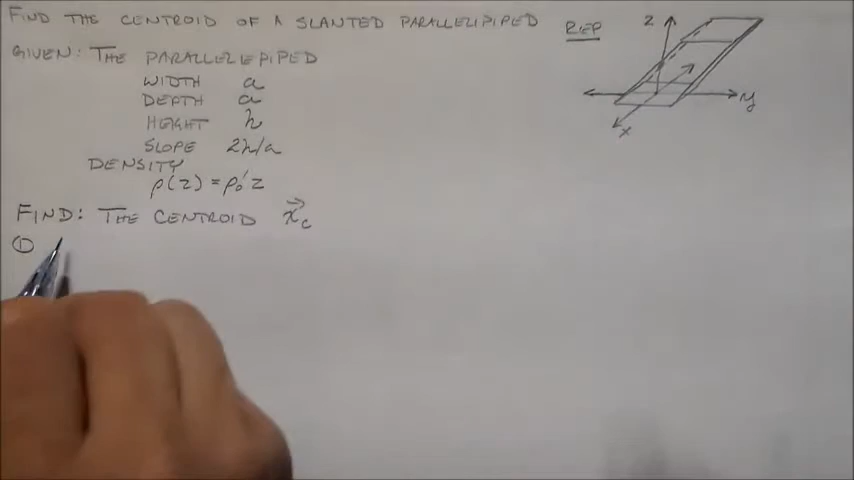 FIND THE CENTROID OF A SLANTED PARALLELIPIPED
REP
GIVEN: THE PARALLELEPIPED
WIDTH a
DEPTH a
HEIGHT h
SLOPE 2h/a
DENSITY
ρ(z) = ρ₀'z
FIND: THE CENTROID x⃗c
①
z
y
x